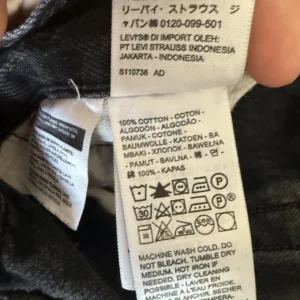 リーバイ・ストラウス ジ
ャパン㈱ 0120-099-501
LEVI'S® DI IMPORT OLEH:
PT LEVI STRAUSS INDONESIA
JAKARTA - INDONESIA
S110736 AD
100% COTTON - COTON -
ALGODÓN - ALGODÃO -
PAMUK - COTONE -
BAUMWOLLE - KATOEN - BA
MBAKI - ХЛОПОК - BAWEŁNA
- PAMUT - BAVLNA - 棉 - 면 -
綿 100% - KAPAS
30
MACHINE WASH COLD. DO
NOT BLEACH. TUMBLE DRY
MEDIUM. HOT IRON IF
NEEDED. DRY CLEANING
POSSIBLE - LAVER EN
MACHINE A L'EAU FROIDE.